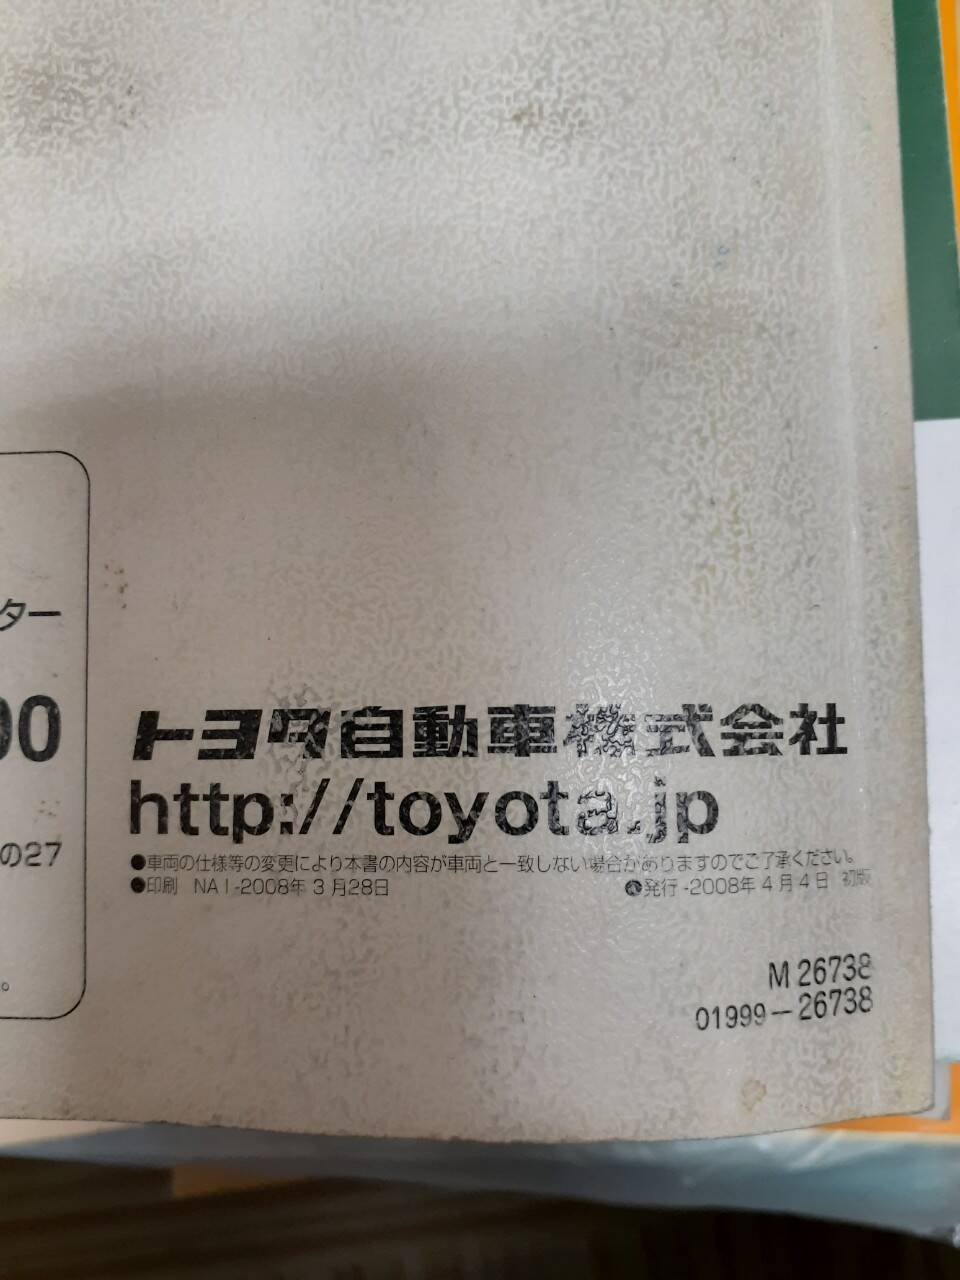 ター
00
の27
。
トヨタ自動車株式会社
http://toyota.jp
●車両の仕様等の変更により本書の内容が車両と一致しない場合がありますのでご了承ください。
●印刷 NAI-2008年3月28日 ●発行-2008年4月4日 初版
M 26738
01999－26738